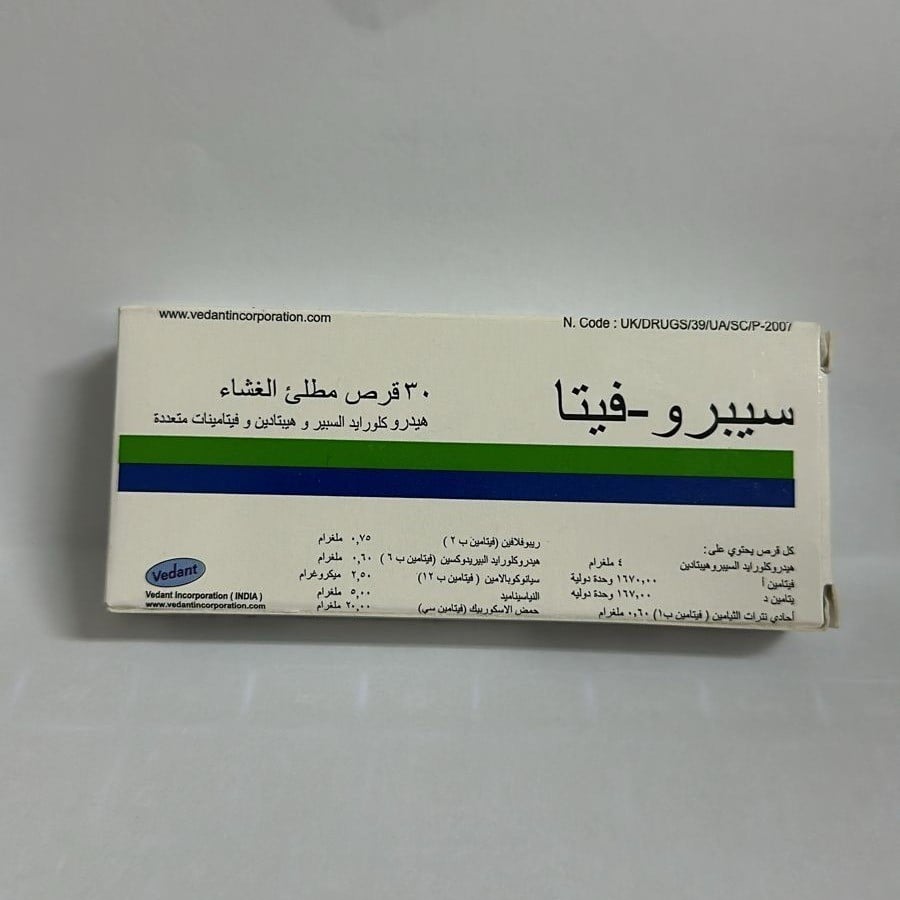 www.vedantincorporation.com
N. Code : UK/DRUGS/39/UA/SC/P-2007
سيبرو -فيتا
٣٠ قرص مطلئ الغشاء
هيدرو كلورايد السبير و هيبتادين و فيتامينات متعددة
كل قرص يحتوي على :
هيدروكلورايد السيبروهيبتادين ٤ ملغرام
فيتامين أ ١٦٧٠,٠٠ وحدة دولية
يتامين د ١٦٧,٠٠ وحدة دوليه
أحادي نترات الثيامين ( فيتامين ب١) ٠,٦٠ ملغرام
ريبوفلافين (فيتامين ب ٢ ) ٠,٧٥ ملغرام
هيدروكلورايد البيريدوكسين (فيتامين ب ٦ ) ٠,٦٠ ملغرام
سيانوكوبالامين ( فيتامين ب ١٢) ٢,٥٠ ميكروغرام
النياسيناميد ٥,٠٠ ملغرام
حمض الاسكوربيك (فيتامين سي) ٢٠,٠٠ ملغرام
Vedant
Vedant Incorporation ( INDIA )
www.vedantincorporation.com